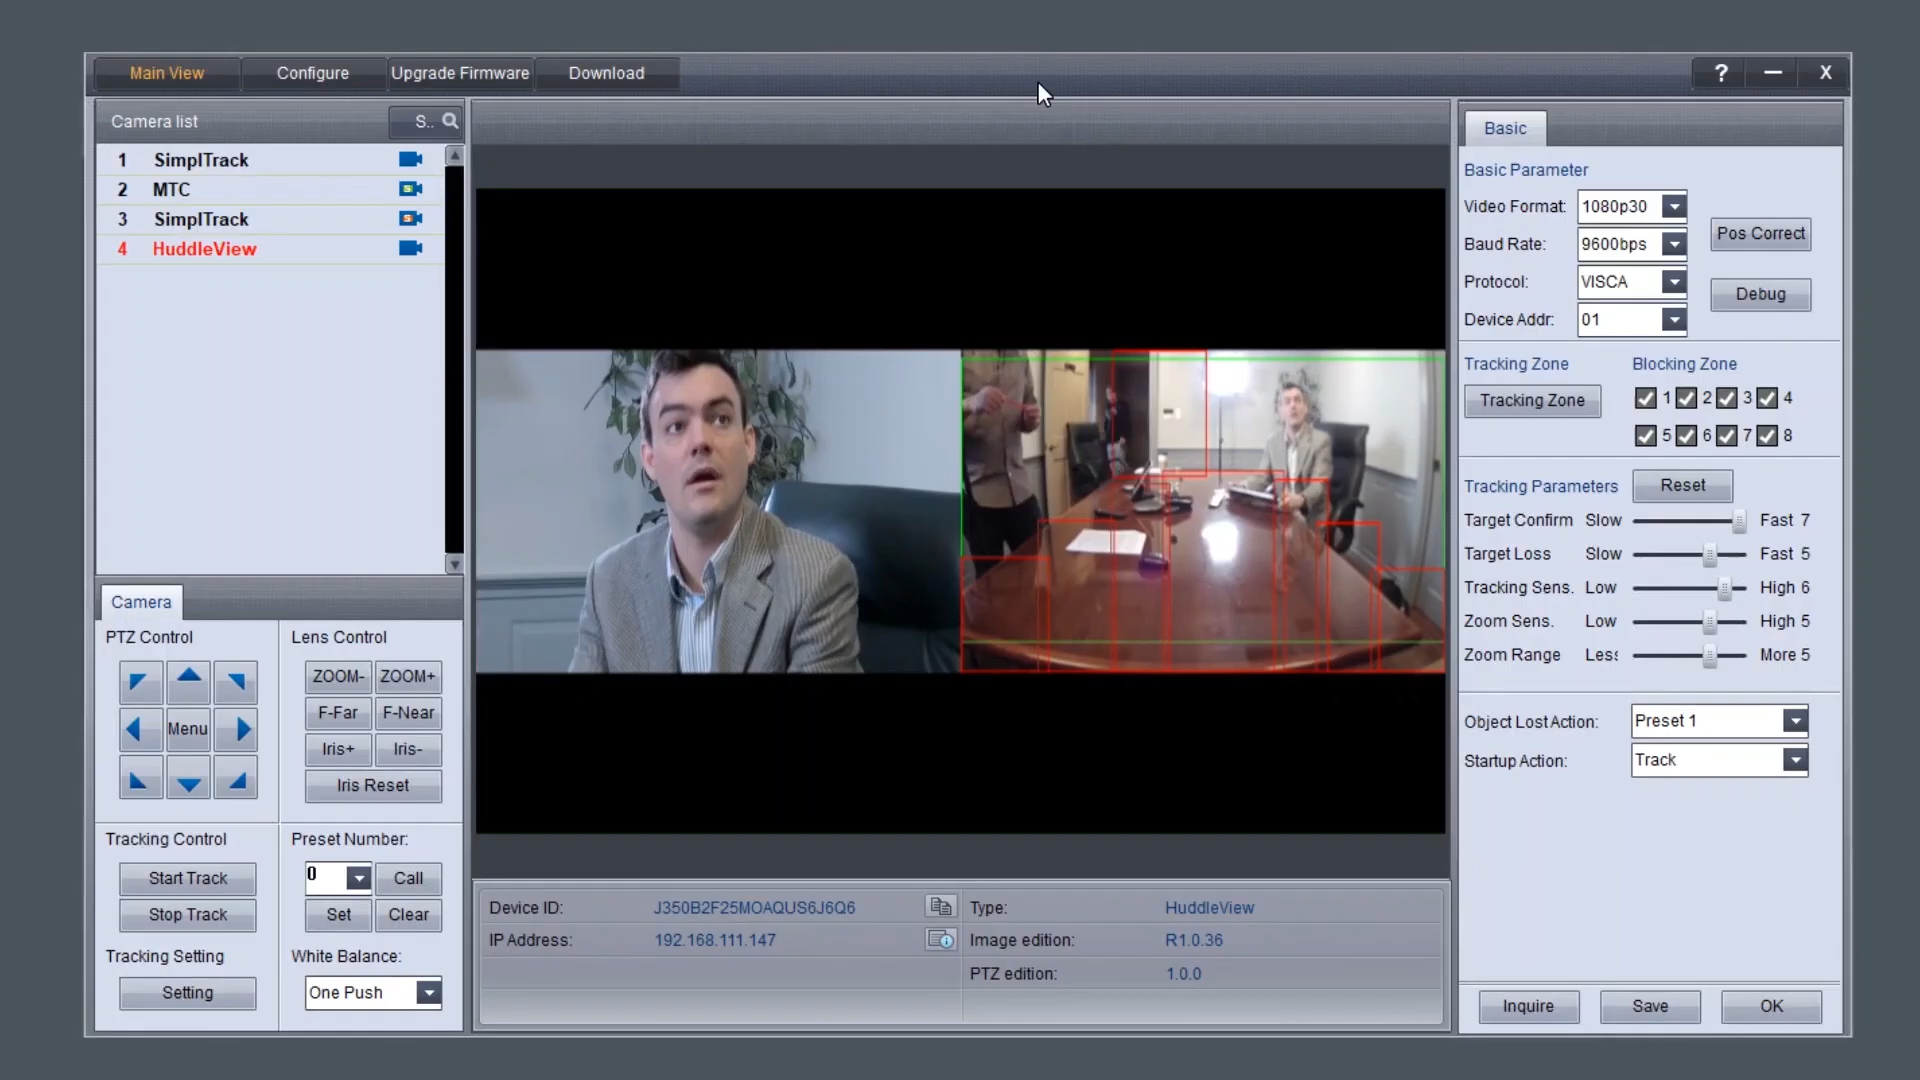 Main View Configure Upgrade Firmware Download ? — X
Camera list S..
1 SimplTrack
2 MTC
3 SimplTrack
4 HuddleView
Camera
PTZ Control
Menu
Lens Control
ZOOM- ZOOM+
F-Far F-Near
Iris+ Iris-
Iris Reset
Tracking Control
Start Track
Stop Track
Preset Number:
0 Call
Set Clear
Tracking Setting
Setting
White Balance:
One Push
Device ID: J350B2F25MOAQUS6J6Q6
IP Address: 192.168.111.147
Type: HuddleView
Image edition: R1.0.36
PTZ edition: 1.0.0
Basic
Basic Parameter
Video Format: 1080p30
Baud Rate: 9600bps
Protocol: VISCA
Device Addr: 01
Pos Correct
Debug
Tracking Zone
Tracking Zone
Blocking Zone
1 2 3 4
5 6 7 8
Tracking Parameters Reset
Target Confirm Slow Fast 7
Target Loss Slow Fast 5
Tracking Sens. Low High 6
Zoom Sens. Low High 5
Zoom Range Less More 5
Object Lost Action: Preset 1
Startup Action: Track
Inquire Save OK